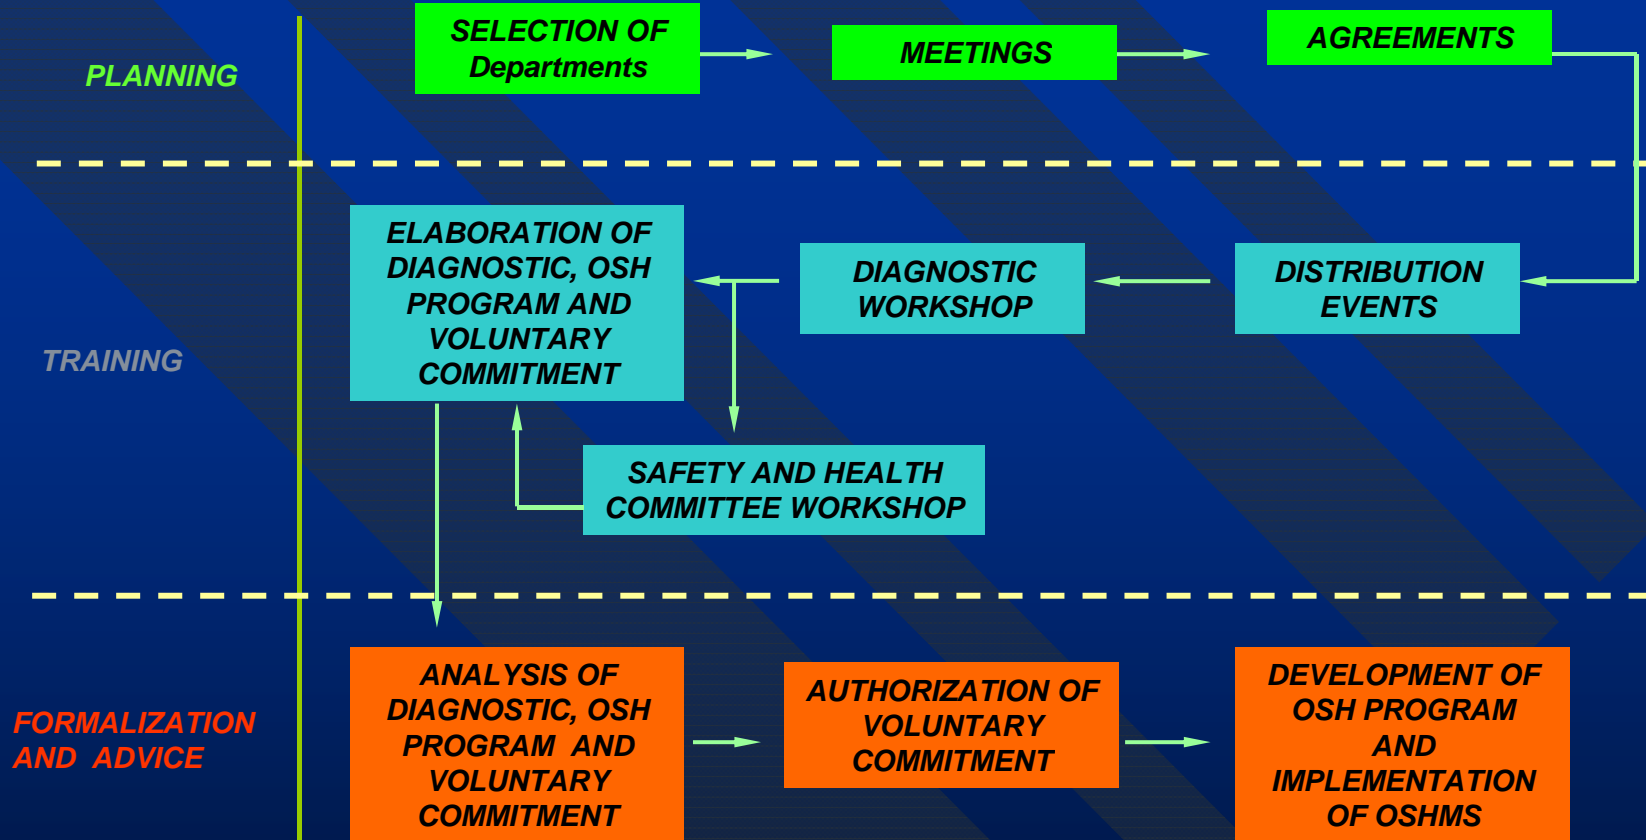 PLANNING
SELECTION OF
Departments
MEETINGS
AGREEMENTS
TRAINING
ELABORATION OF
DIAGNOSTIC, OSH
PROGRAM AND
VOLUNTARY
COMMITMENT
DIAGNOSTIC
WORKSHOP
DISTRIBUTION
EVENTS
SAFETY AND HEALTH
COMMITTEE WORKSHOP
FORMALIZATION
AND ADVICE
ANALYSIS OF
DIAGNOSTIC, OSH
PROGRAM AND
VOLUNTARY
COMMITMENT
AUTHORIZATION OF
VOLUNTARY
COMMITMENT
DEVELOPMENT OF
OSH PROGRAM
AND
IMPLEMENTATION
OF OSHMS